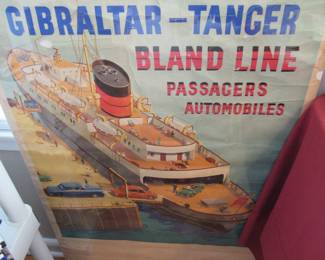 GIBRALTAR-TANGER
BLAND LINE
PASSAGERS
AUTOMOBILES